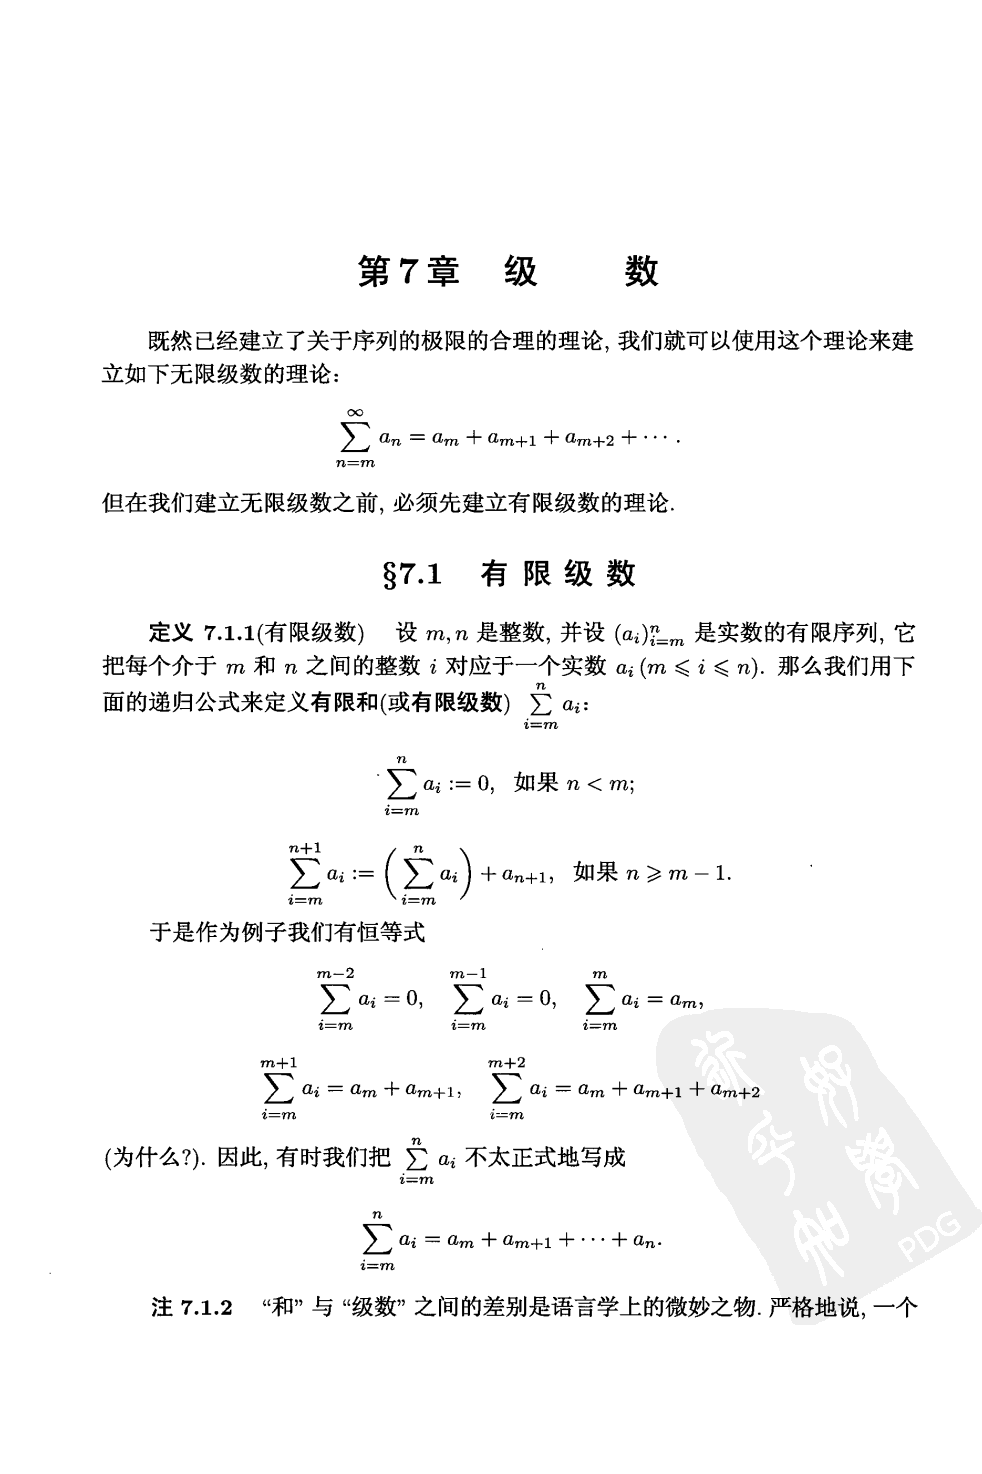 第7章 级 数
既然已经建立了关于序列的极限的合理的理论, 我们就可以使用这个理论来建
立如下无限级数的理论:
$\sum_{n=m}^{\infty} a_n = a_m + a_{m+1} + a_{m+2} + \cdots.$
但在我们建立无限级数之前, 必须先建立有限级数的理论.
§7.1 有限级数
定义 7.1.1(有限级数) 设 $m, n$ 是整数, 并设 $(a_i)_{i=m}^{n}$ 是实数的有限序列, 它
把每个介于 $m$ 和 $n$ 之间的整数 $i$ 对应于一个实数 $a_i\,(m \leqslant i \leqslant n)$. 那么我们用下
面的递归公式来定义有限和(或有限级数) $\sum_{i=m}^{n} a_i$:
$\sum_{i=m}^{n} a_i := 0,$ 如果 $n < m$;
$\sum_{i=m}^{n+1} a_i := \left(\sum_{i=m}^{n} a_i\right) + a_{n+1},$ 如果 $n \geqslant m-1$.
于是作为例子我们有恒等式
$\sum_{i=m}^{m-2} a_i = 0, \quad \sum_{i=m}^{m-1} a_i = 0, \quad \sum_{i=m}^{m} a_i = a_m,$
$\sum_{i=m}^{m+1} a_i = a_m + a_{m+1}, \quad \sum_{i=m}^{m+2} a_i = a_m + a_{m+1} + a_{m+2}$
(为什么?). 因此, 有时我们把 $\sum_{i=m}^{n} a_i$ 不太正式地写成
$\sum_{i=m}^{n} a_i = a_m + a_{m+1} + \cdots + a_n.$
PDG
注 7.1.2 “和” 与 “级数” 之间的差别是语言学上的微妙之物. 严格地说, 一个